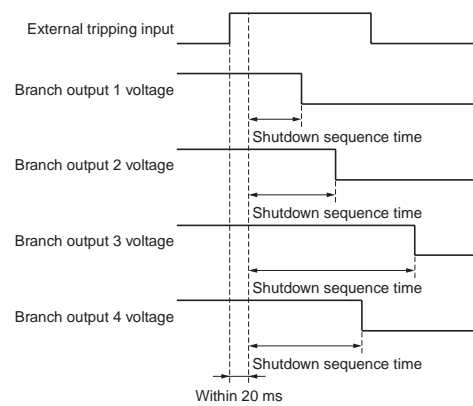 External tripping input
Branch output 1 voltage
Shutdown sequence time
Branch output 2 voltage
Shutdown sequence time
Branch output 3 voltage
Shutdown sequence time
Branch output 4 voltage
Shutdown sequence time
Within 20 ms